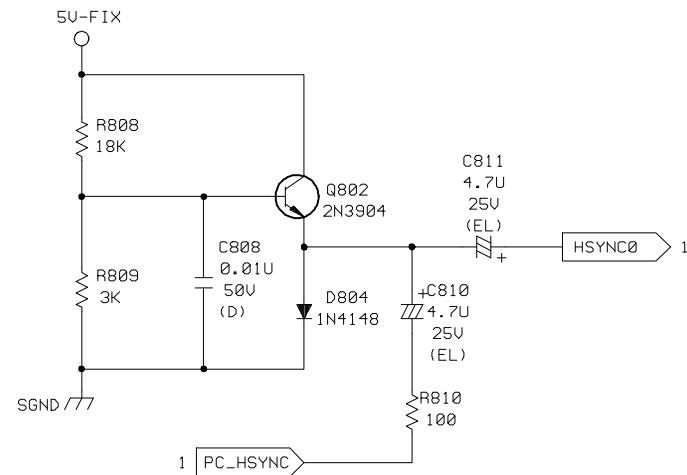 5V-FIX
R808
18K
C811
4.7U
25V
(EL)
Q802
2N3904
HSYNC0
1
C808
0.01U
50V
(D)
R809
3K
D804
1N4148
+
+
C810
4.7U
25V
(EL)
SGND
R810
100
1
PC_HSYNC